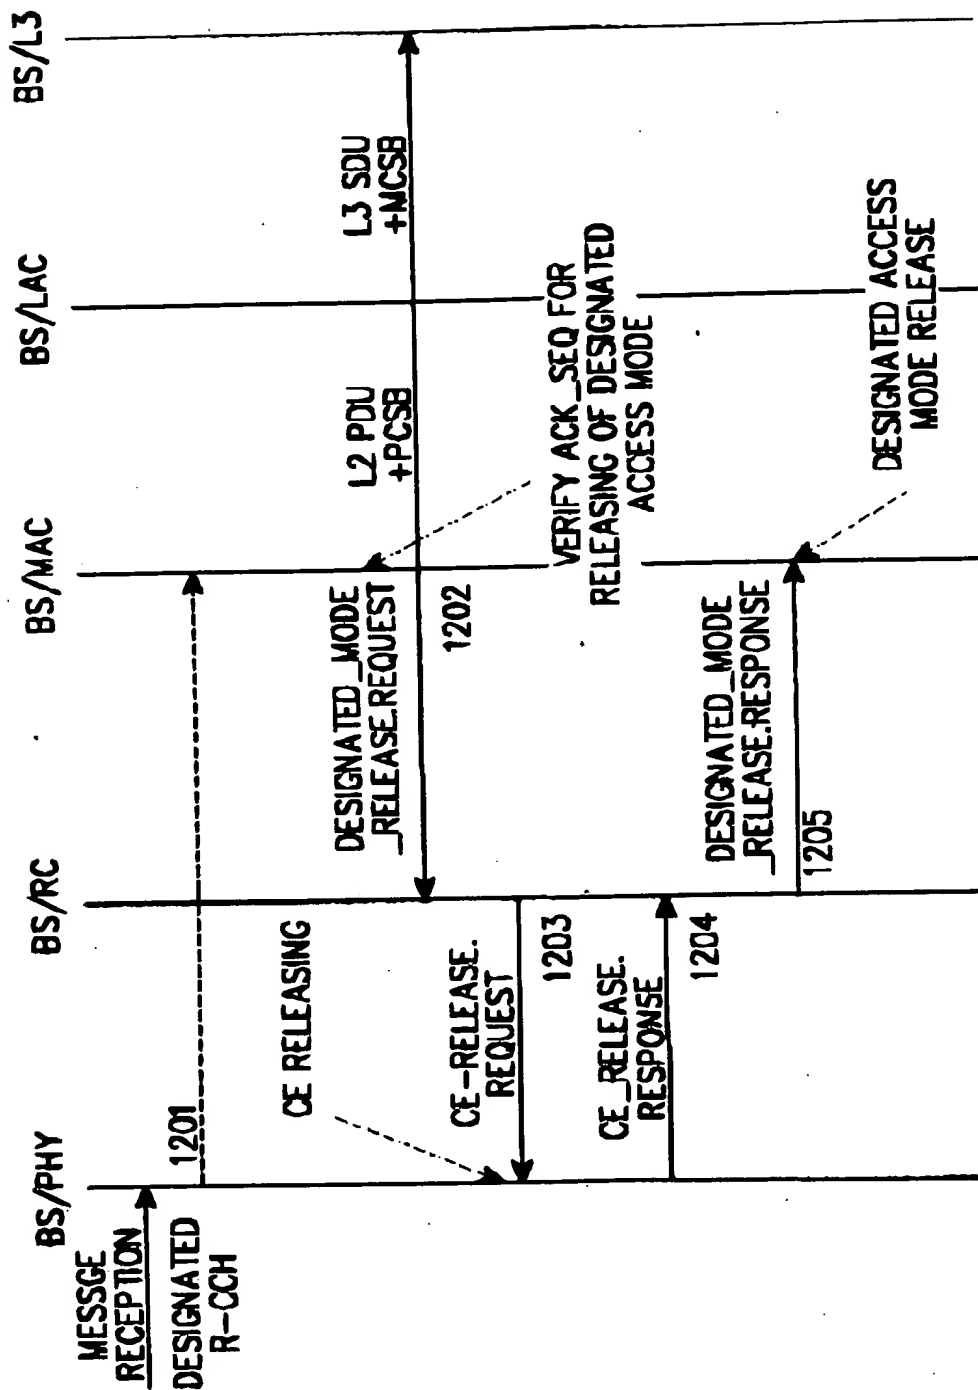 BS/PHY
BS/RC
BS/MAC
BS/LAC
BS/L3
MESSGE
RECEPTION
DESIGNATED
R-CCH
1201
CE RELEASING
DESIGNATED_MODE
_RELEASE.REQUEST
1202
L2 PDU
+PCSB
L3 SDU
+MCSB
VERIFY ACK_SEQ FOR
RELEASING OF DESIGNATED
ACCESS MODE
CE-RELEASE.
REQUEST
1203
CE_RELEASE.
RESPONSE
1204
DESIGNATED_MODE
_RELEASE.RESPONSE
1205
DESIGNATED ACCESS
MODE RELEASE